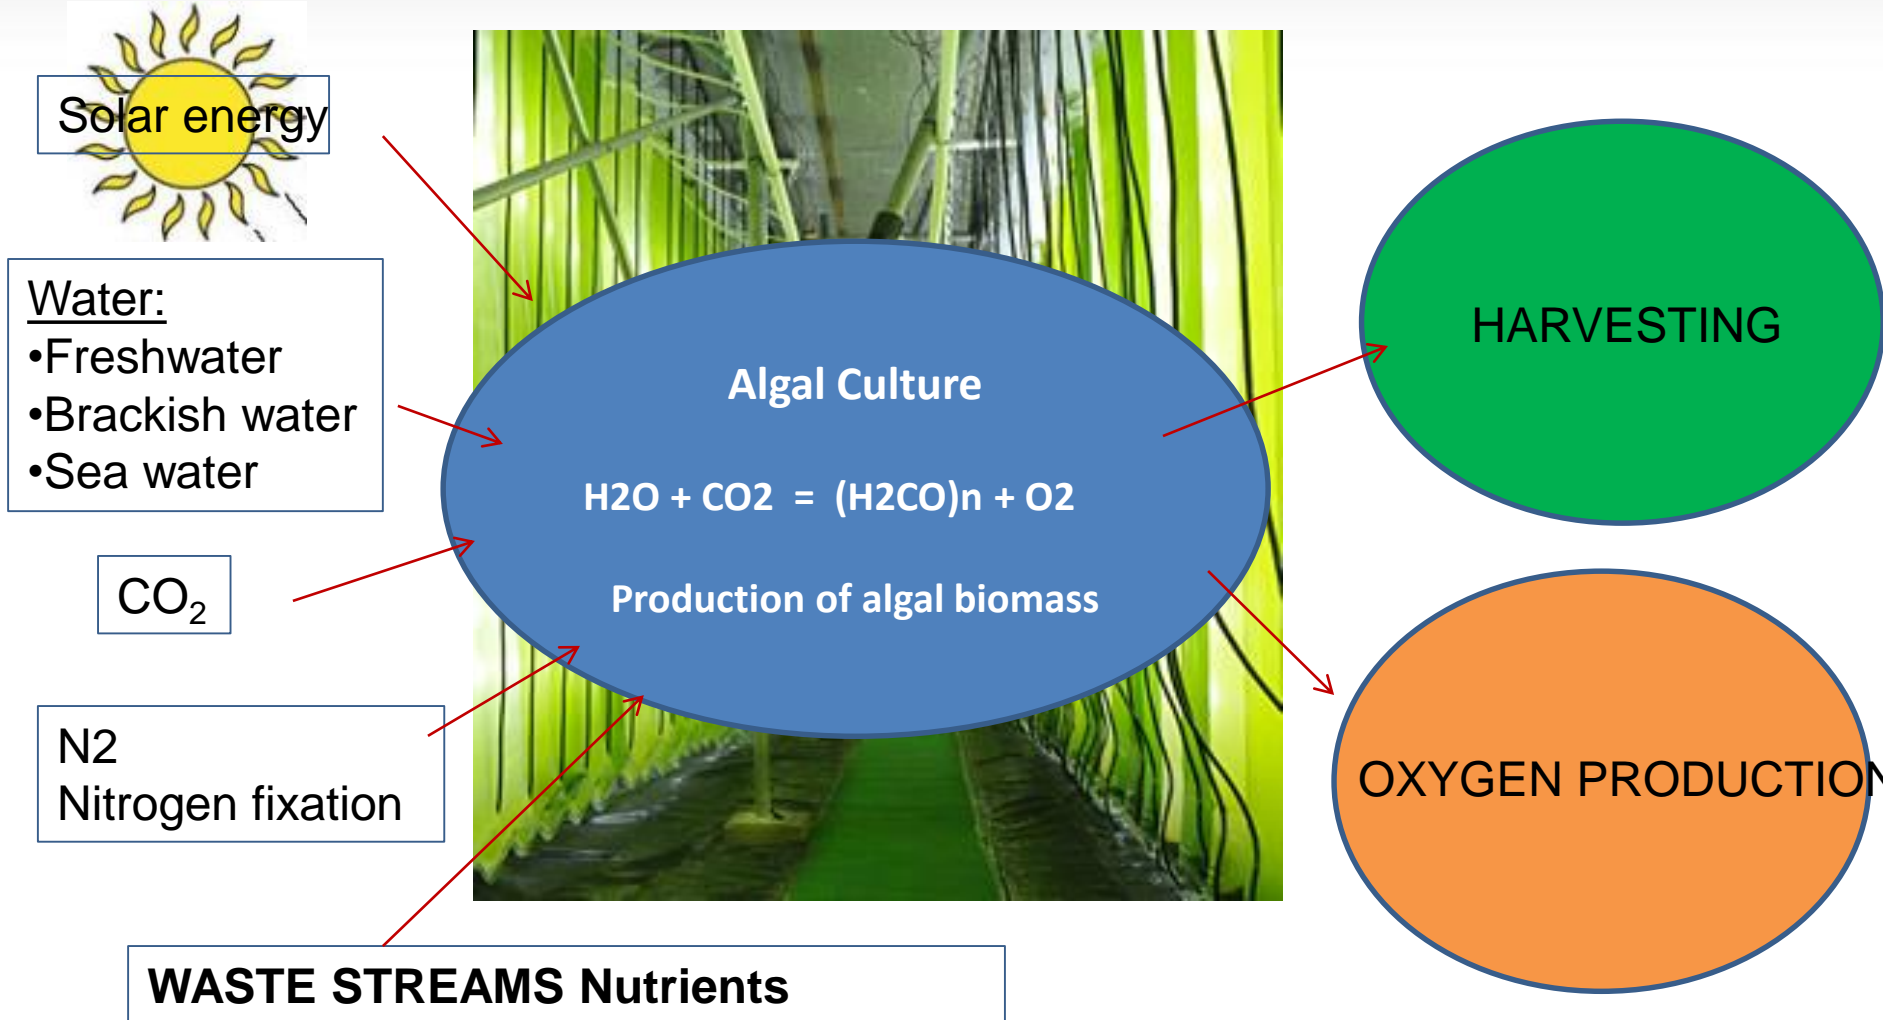 Solar energy
Water:
•Freshwater
•Brackish water
•Sea water
CO₂
N2
Nitrogen fixation
WASTE STREAMS Nutrients
Algal Culture
H2O + CO2 = (H2CO)n + O2
Production of algal biomass
HARVESTING
OXYGEN PRODUCTION